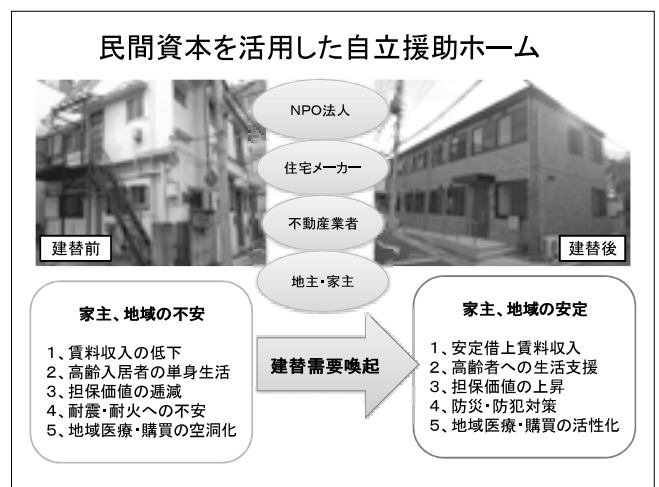 民間資本を活用した自立援助ホーム
NPO法人
住宅メーカー
不動産業者
地主・家主
建替前
建替後
家主、地域の不安
1、賃料収入の低下
2、高齢入居者の単身生活
3、担保価値の逓減
4、耐震・耐火への不安
5、地域医療・購買の空洞化
建替需要喚起
家主、地域の安定
1、安定借上賃料収入
2、高齢者への生活支援
3、担保価値の上昇
4、防災・防犯対策
5、地域医療・購買の活性化